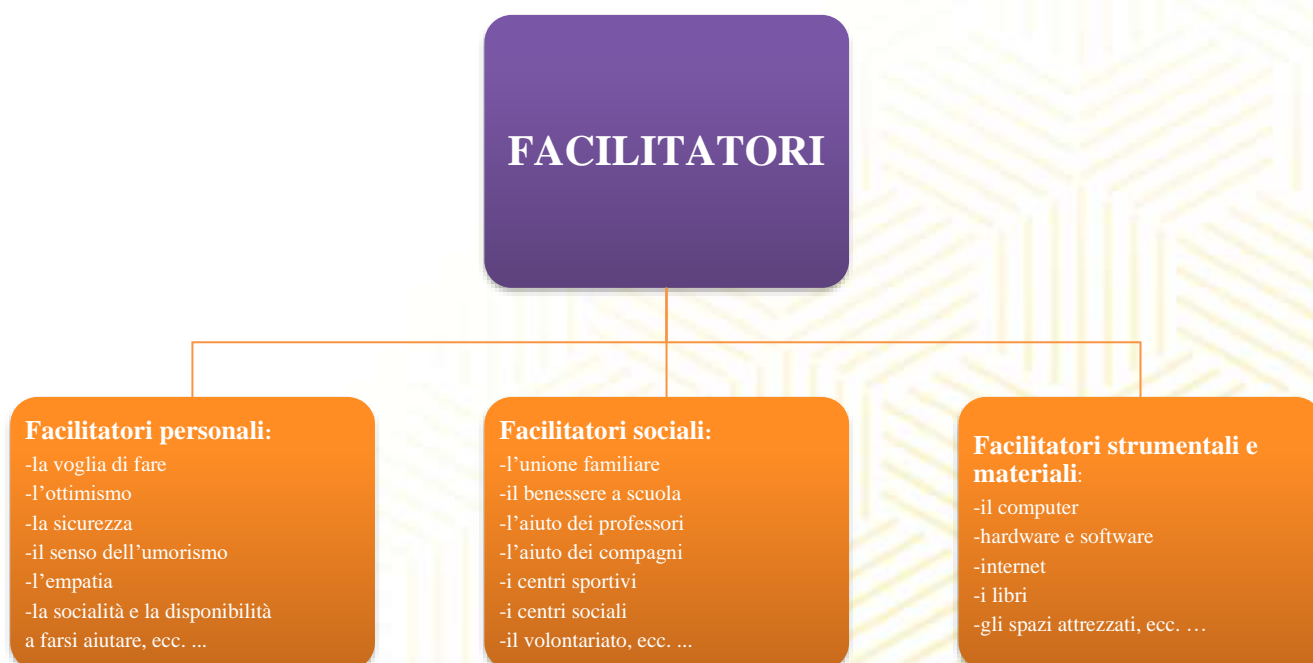 FACILITATORI
Facilitatori personali:
-la voglia di fare
-l’ottimismo
-la sicurezza
-il senso dell’umorismo
-l’empatia
-la socialità e la disponibilità
a farsi aiutare, ecc. ...
Facilitatori sociali:
-l’unione familiare
-il benessere a scuola
-l’aiuto dei professori
-l’aiuto dei compagni
-i centri sportivi
-i centri sociali
-il volontariato, ecc. ...
Facilitatori strumentali e
materiali:
-il computer
-hardware e software
-internet
-i libri
-gli spazi attrezzati, ecc. …